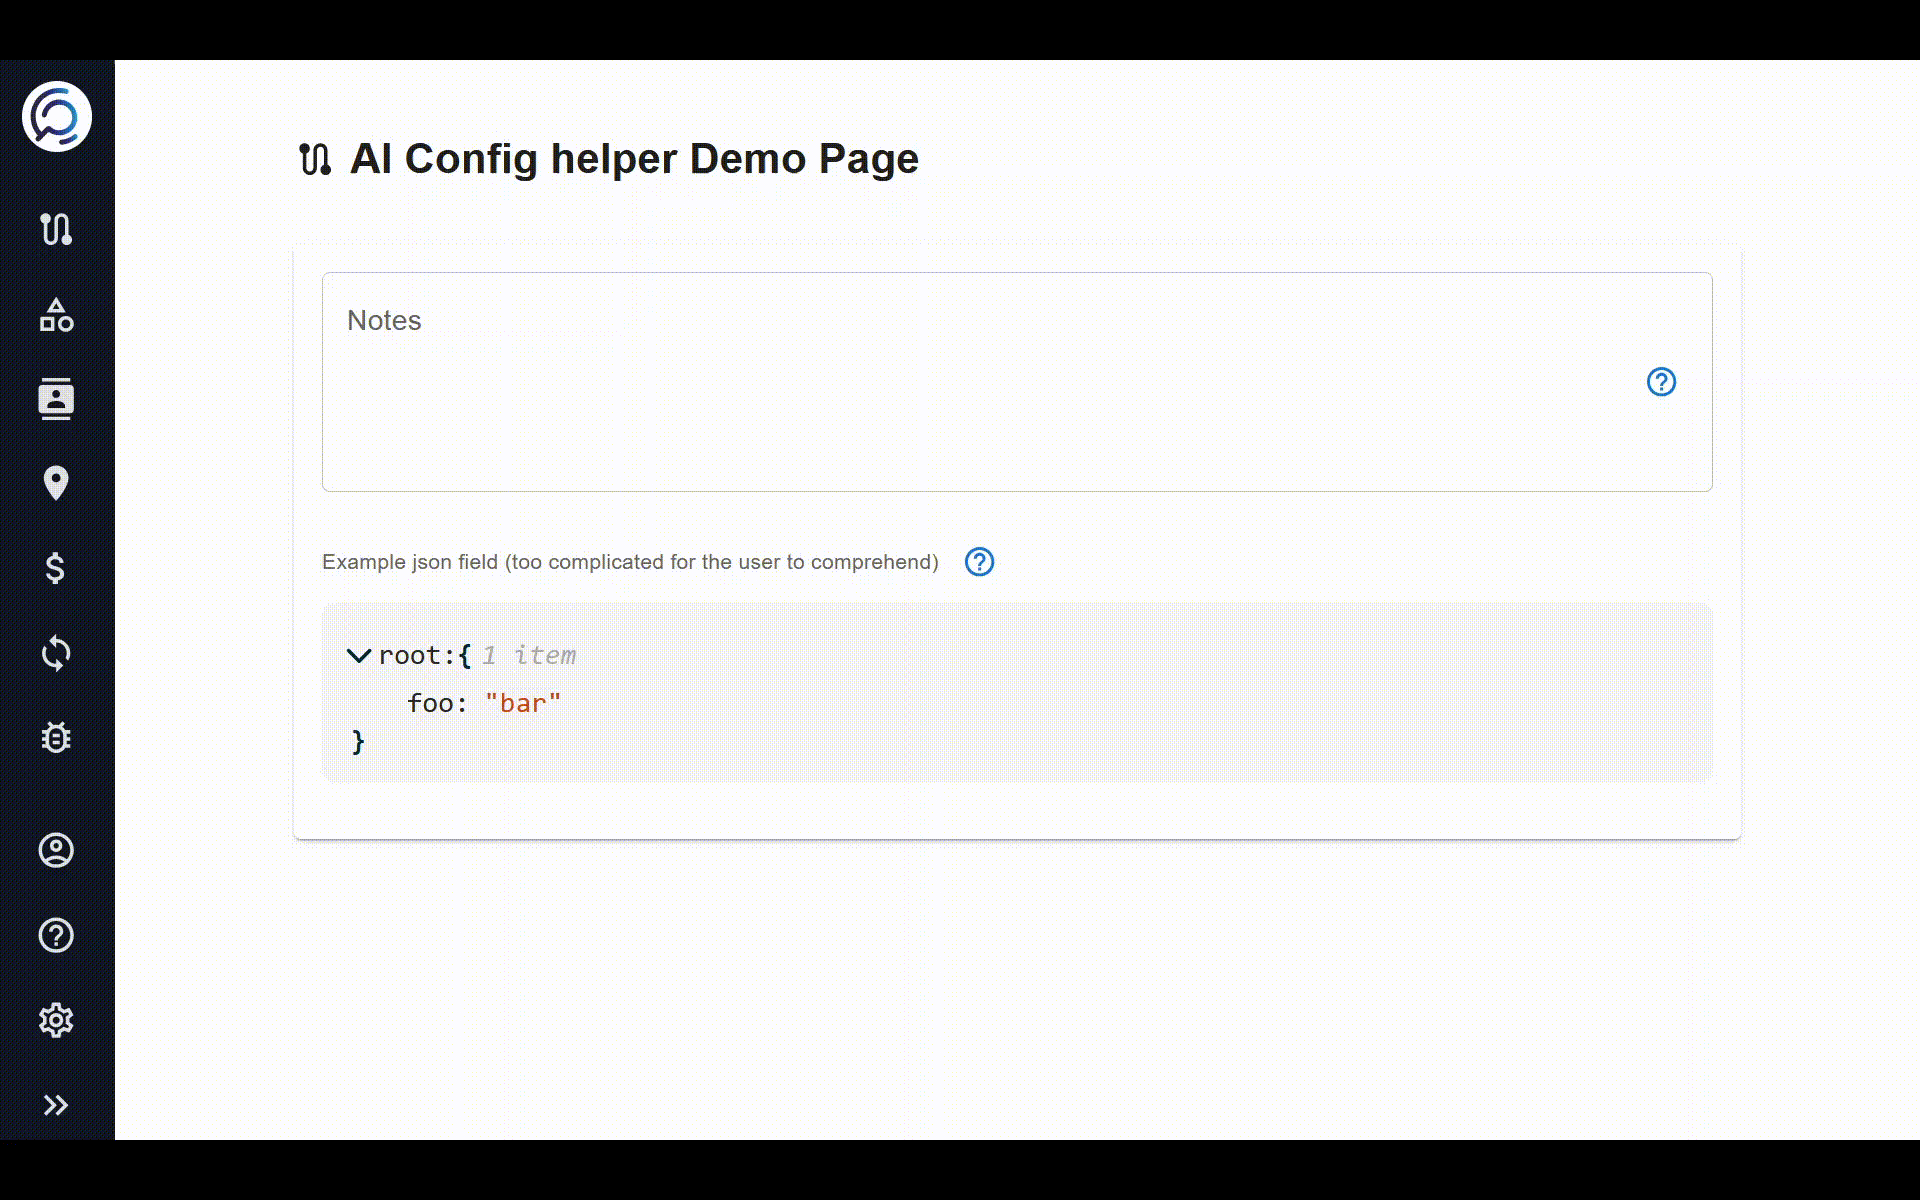 AI Config helper Demo Page
Notes
Example json field (too complicated for the user to comprehend)
root:{ 1 item
foo: "bar"
}